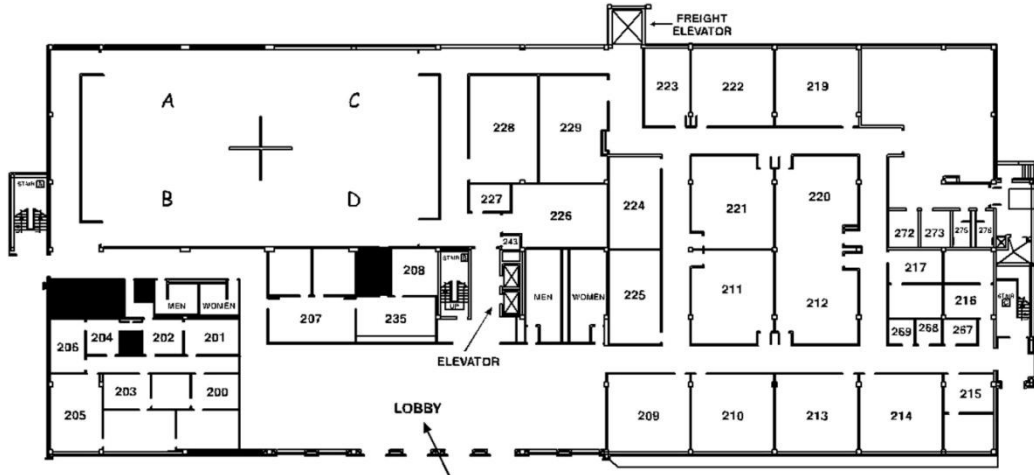 FREIGHT
ELEVATOR
A
C
223
222
219
228
229
STAIR
B
D
227
226
224
221
220
272
273
275
276
243
208
STAIR
UP
217
216
MEN
WOMEN
207
235
MEN
WOMEN
225
211
212
STAIR
206
204
202
201
269
268
267
ELEVATOR
203
200
205
LOBBY
209
210
213
214
215